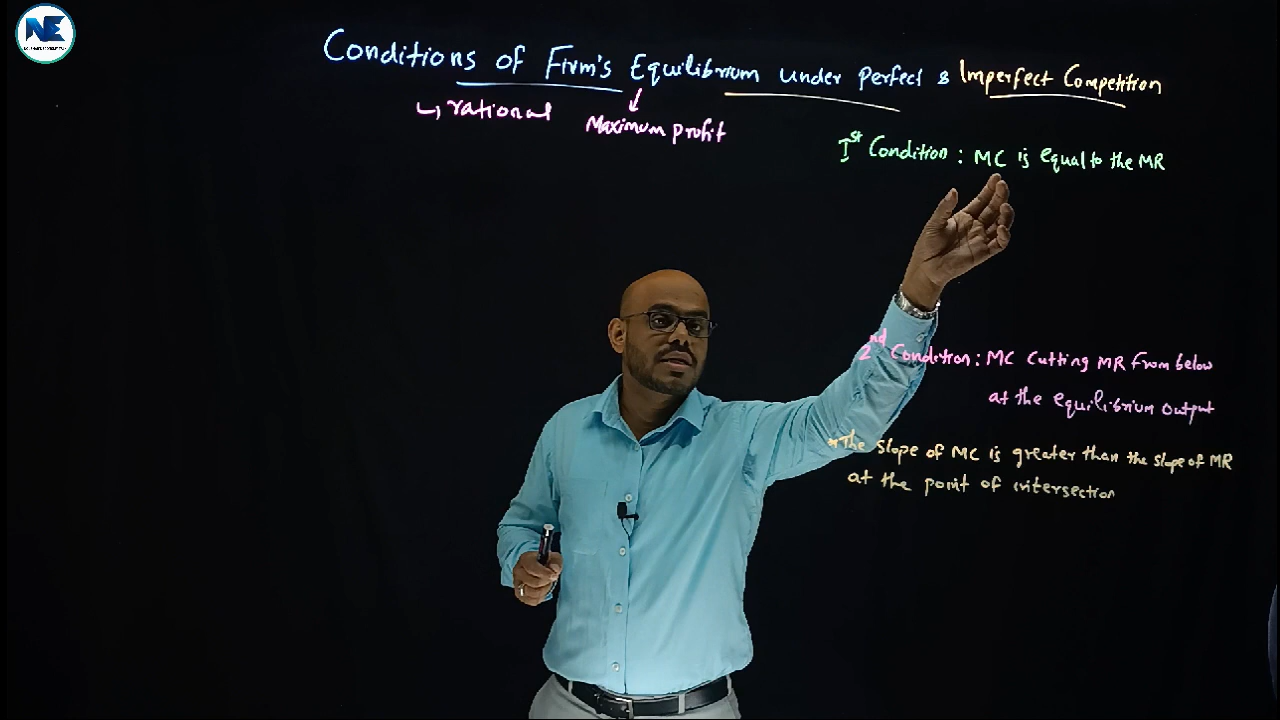 NE
Conditions of Firm's Equilibrium under perfect & Imperfect Competition
↳ rational
Maximum profit
Ist Condition : MC is equal to the MR
2nd Condition : MC Cutting MR From below
at the equilibrium output
* The slope of MC is greater than the slope of MR
at the point of intersection